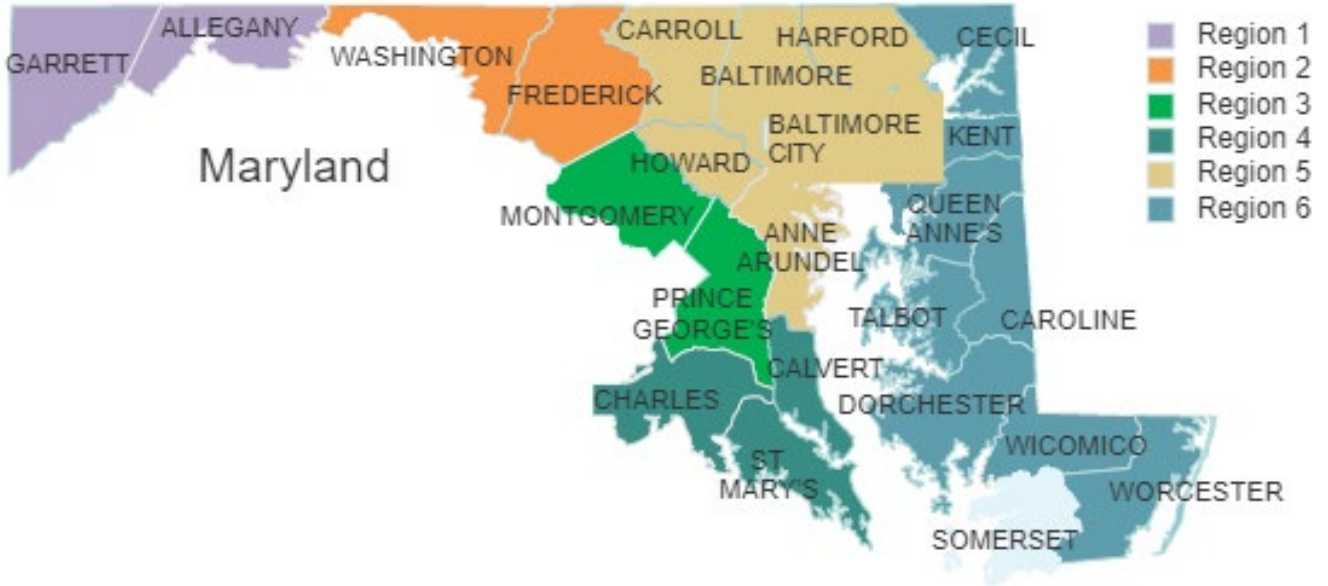 GARRETT
ALLEGANY
WASHINGTON
FREDERICK
CARROLL
HARFORD
CECIL
BALTIMORE
BALTIMORE
CITY
KENT
HOWARD
Maryland
MONTGOMERY
QUEEN
ANNE'S
ANNE
ARUNDEL
PRINCE
GEORGE'S
TALBOT
CAROLINE
CALVERT
CHARLES
DORCHESTER
WICOMICO
ST
MARY'S
WORCESTER
SOMERSET
Region 1
Region 2
Region 3
Region 4
Region 5
Region 6